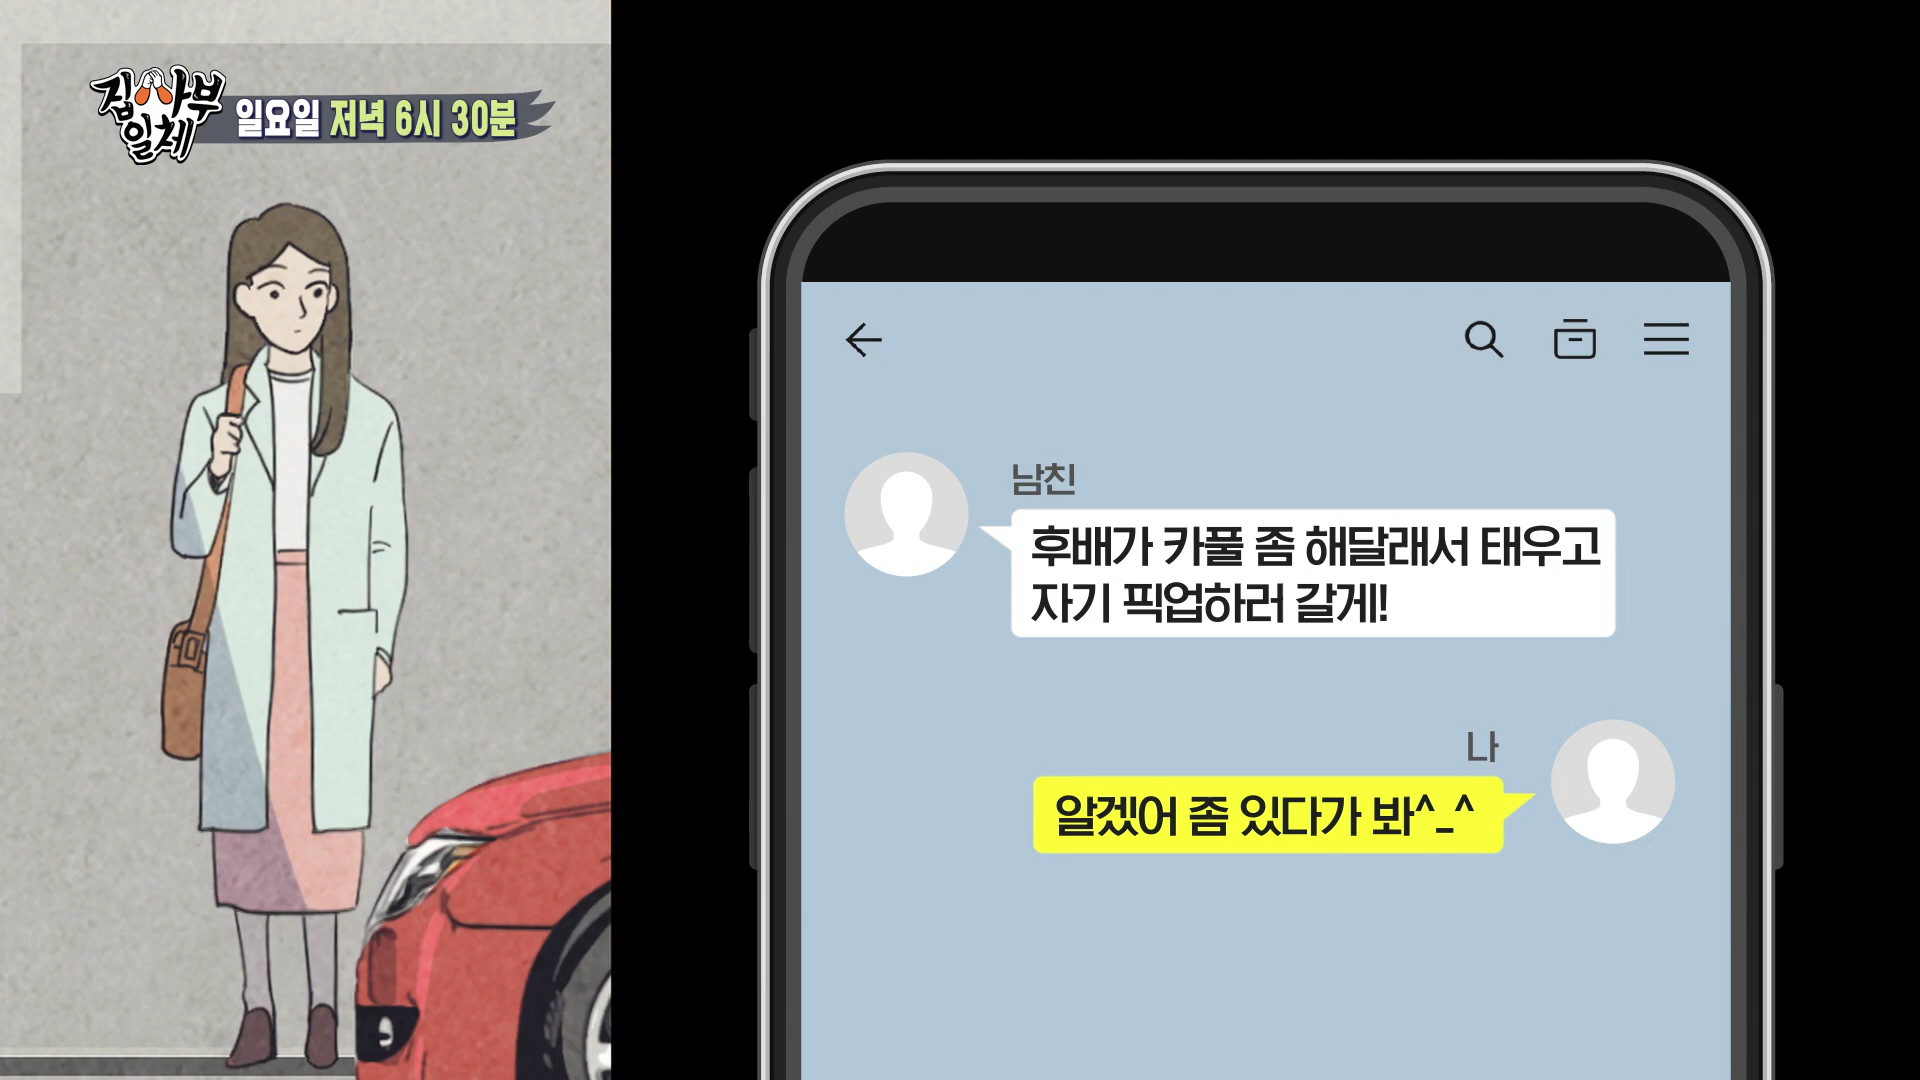 집사부
일체
일요일 저녁 6시 30분
남친
후배가 카풀 좀 해달래서 태우고
자기 픽업하러 갈게!
나
알겠어 좀 있다가 봐^_^